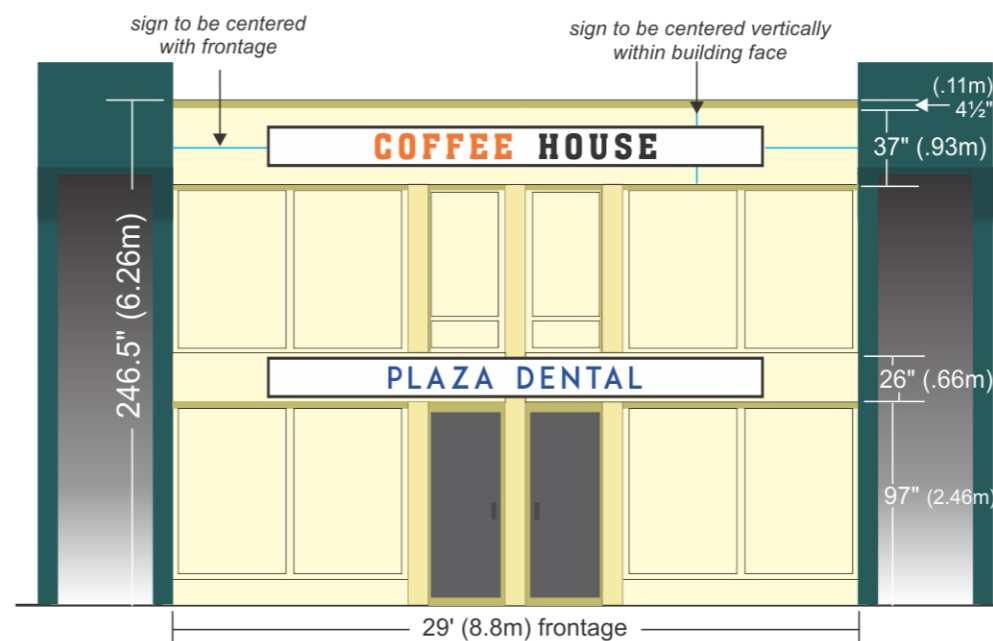 sign to be centered
with frontage
sign to be centered vertically
within building face
(.11m)
4½"
COFFEE HOUSE
37" (.93m)
246.5" (6.26m)
PLAZA DENTAL
26" (.66m)
97" (2.46m)
29' (8.8m) frontage